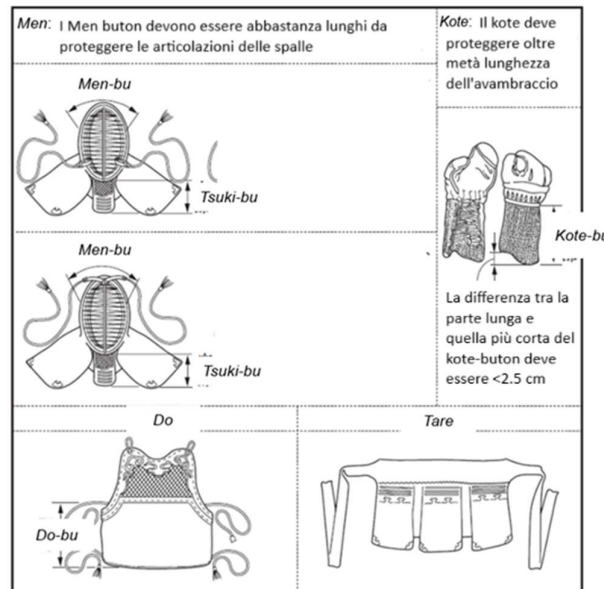 Men: I Men buton devono essere abbastanza lunghi da
proteggere le articolazioni delle spalle
Men-bu
Tsuki-bu
Men-bu
Tsuki-bu
Kote: Il kote deve
proteggere oltre
metà lunghezza
dell'avambraccio
Kote-bu
La differenza tra la
parte lunga e
quella più corta del
kote-buton deve
essere <2.5 cm
Do
Do-bu
Tare